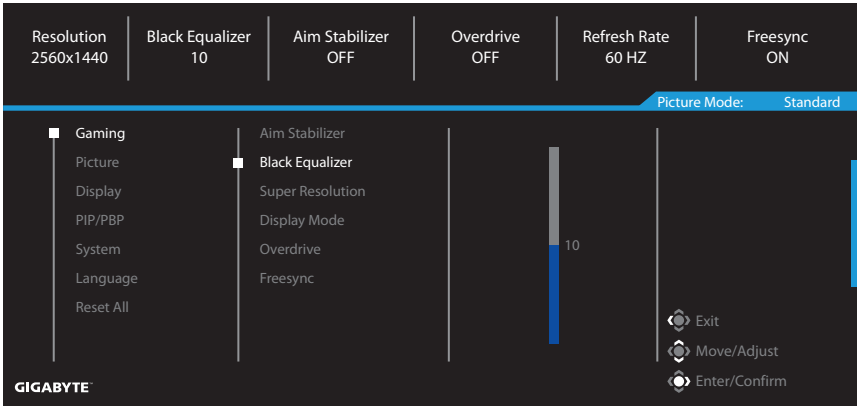 Resolution
2560x1440
Black Equalizer
10
Aim Stabilizer
OFF
Overdrive
OFF
Refresh Rate
60 HZ
Freesync
ON
Picture Mode: Standard
Gaming
Picture
Display
PIP/PBP
System
Language
Reset All
Aim Stabilizer
Black Equalizer
Super Resolution
Display Mode
Overdrive
Freesync
10
Exit
Move/Adjust
Enter/Confirm
GIGABYTE™